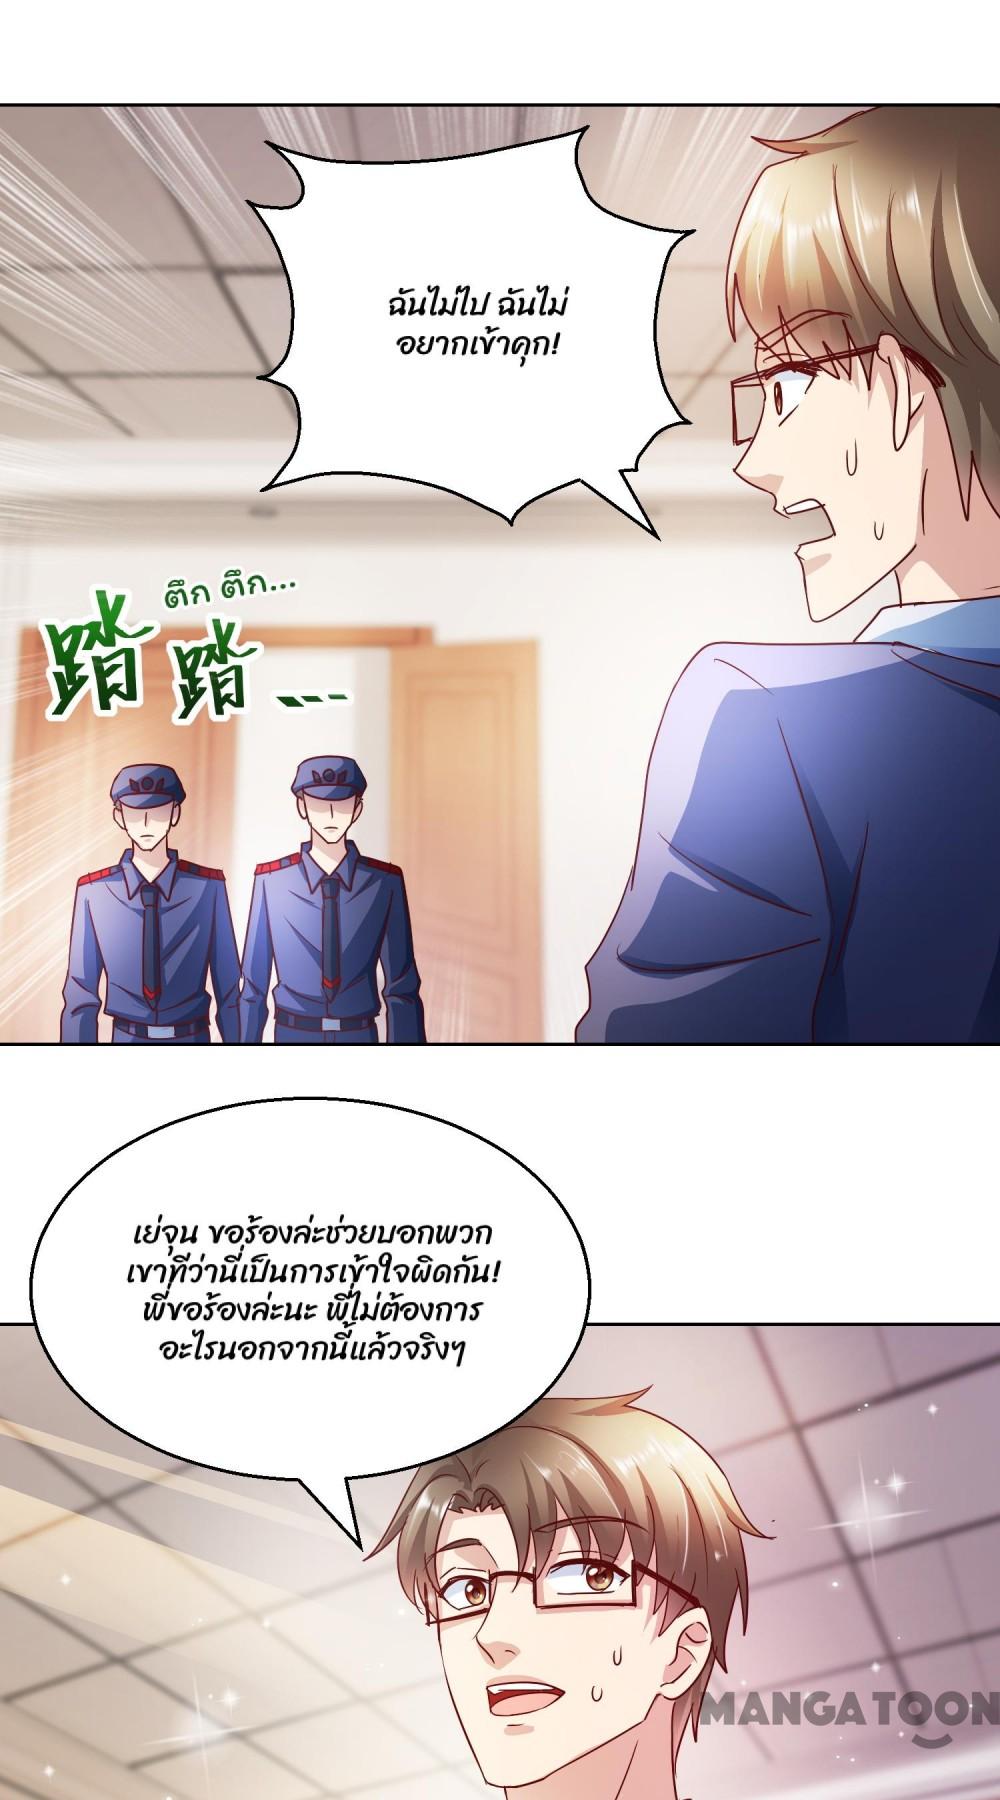 ฉันไม่ไป ฉันไม่
อยากเข้าคุก!
ตึก ตึก...
踏踏...
เย่จุน ขอร้องล่ะช่วยบอกพวก
เขาทีว่านี่เป็นการเข้าใจผิดกัน!
พี่ขอร้องล่ะนะ พี่ไม่ต้องการ
อะไรนอกจากนี้แล้วจริงๆ
MANGATOON